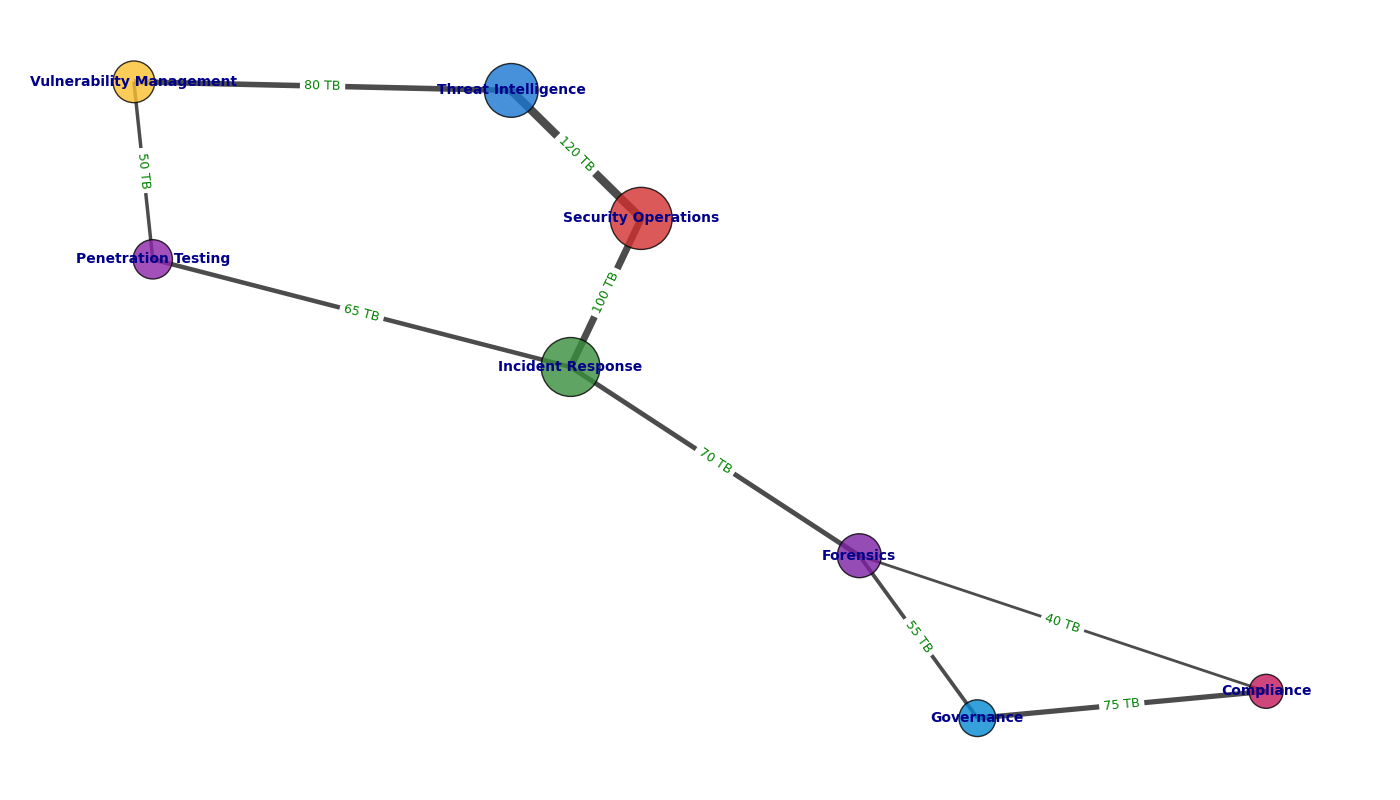 Vulnerability Management
80 TB
Threat Intelligence
120 TB
50 TB
Security Operations
Penetration Testing
100 TB
65 TB
Incident Response
70 TB
Forensics
40 TB
55 TB
Compliance
75 TB
Governance